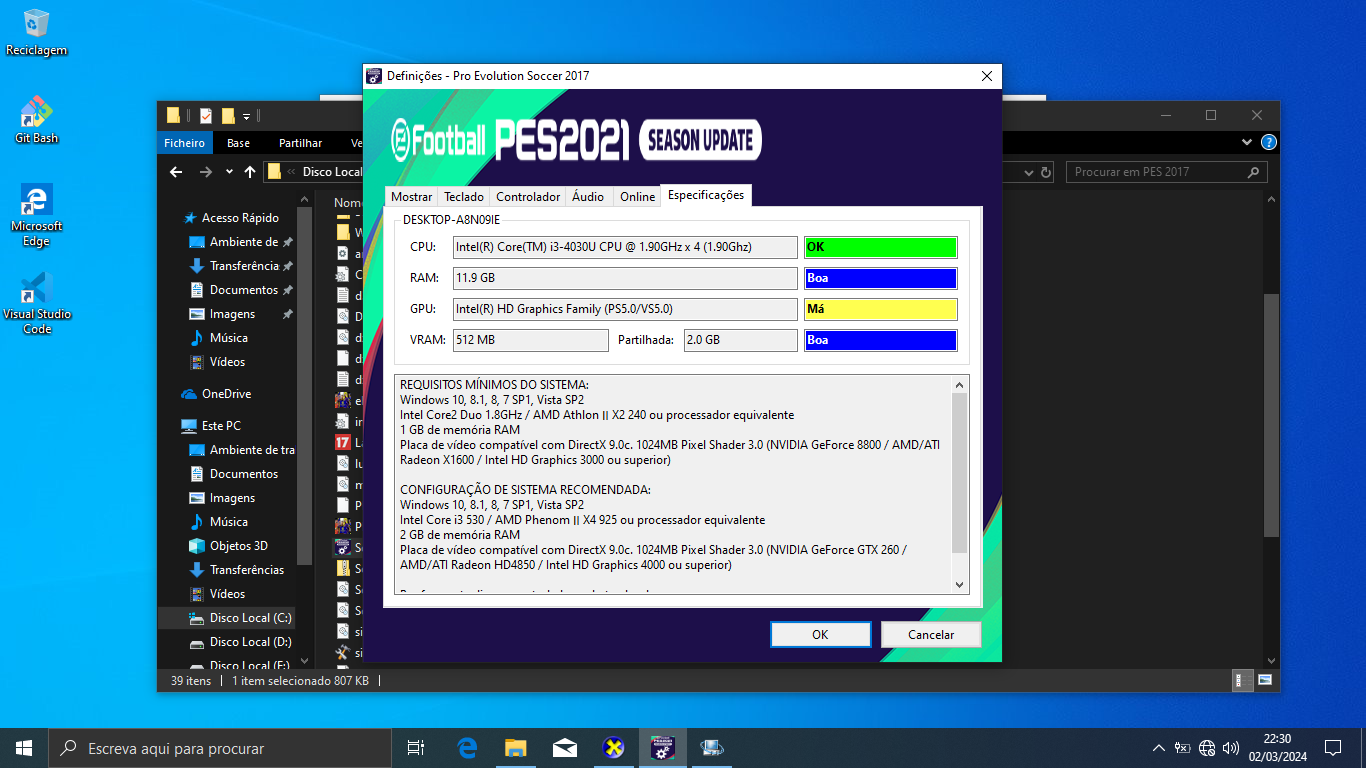 Reciclagem
Git Bash
Microsoft
Edge
Visual Studio
Code
Definições - Pro Evolution Soccer 2017
Ficheiro
Base
Partilhar
Disco Local
Procurar em PES 2017
eFootball PES2021 SEASON UPDATE
Mostrar
Teclado
Controlador
Áudio
Online
Especificações
DESKTOP-A8N09IE
CPU:
Intel(R) Core(TM) i3-4030U CPU @ 1.90GHz x 4 (1.90Ghz)
OK
RAM:
11.9 GB
Boa
GPU:
Intel(R) HD Graphics Family (PS5.0/VS5.0)
Má
VRAM:
512 MB
Partilhada:
2.0 GB
Boa
REQUISITOS MÍNIMOS DO SISTEMA:
Windows 10, 8.1, 8, 7 SP1, Vista SP2
Intel Core2 Duo 1.8GHz / AMD Athlon II X2 240 ou processador equivalente
1 GB de memória RAM
Placa de vídeo compatível com DirectX 9.0c. 1024MB Pixel Shader 3.0 (NVIDIA GeForce 8800 / AMD/ATI
Radeon X1600 / Intel HD Graphics 3000 ou superior)
CONFIGURAÇÃO DE SISTEMA RECOMENDADA:
Windows 10, 8.1, 8, 7 SP1, Vista SP2
Intel Core i3 530 / AMD Phenom II X4 925 ou processador equivalente
2 GB de memória RAM
Placa de vídeo compatível com DirectX 9.0c. 1024MB Pixel Shader 3.0 (NVIDIA GeForce GTX 260 /
AMD/ATI Radeon HD4850 / Intel HD Graphics 4000 ou superior)
OK
Cancelar
Acesso Rápido
Ambiente de
Transferência
Documentos
Imagens
Música
Vídeos
OneDrive
Este PC
Ambiente de tra
Documentos
Imagens
Música
Objetos 3D
Transferências
Vídeos
Disco Local (C:)
Disco Local (D:)
Disco Local (E:)
39 itens
1 item selecionado 807 KB
Escreva aqui para procurar
22:30
02/03/2024